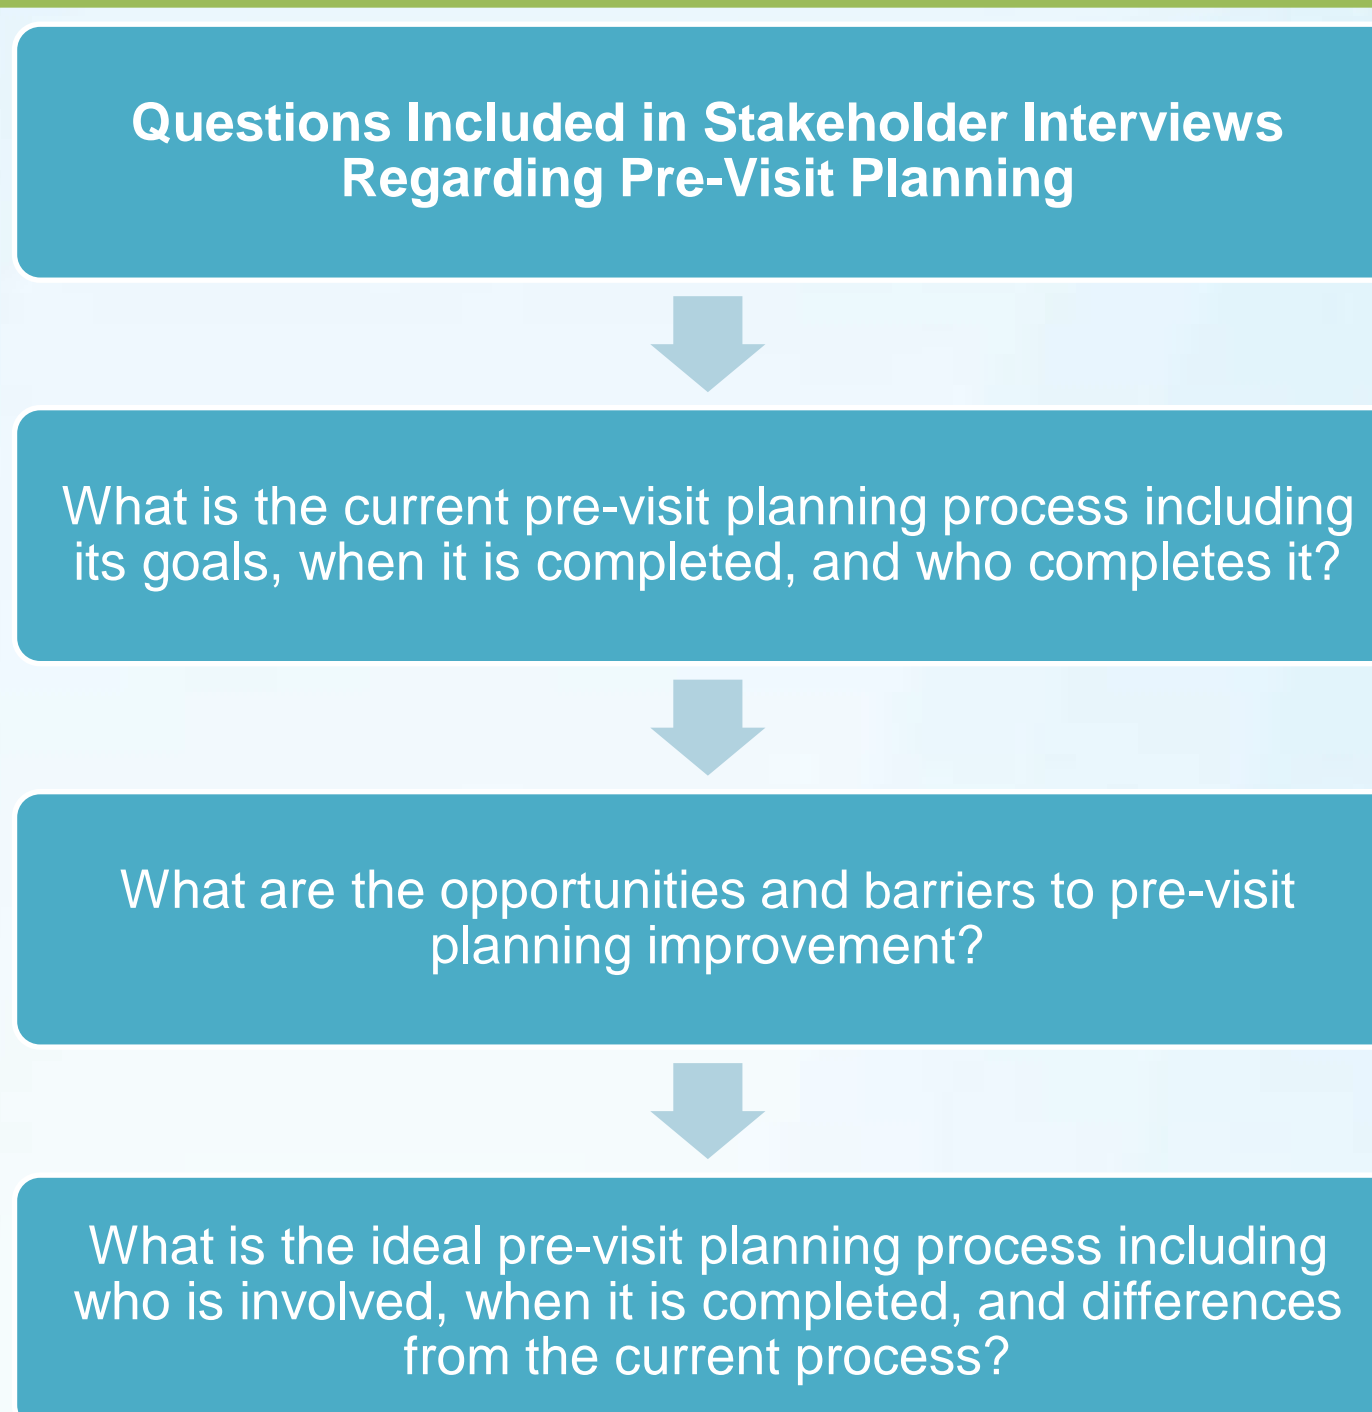 Questions Included in Stakeholder Interviews
Regarding Pre-Visit Planning
What is the current pre-visit planning process including
its goals, when it is completed, and who completes it?
What are the opportunities and barriers to pre-visit
planning improvement?
What is the ideal pre-visit planning process including
who is involved, when it is completed, and differences
from the current process?